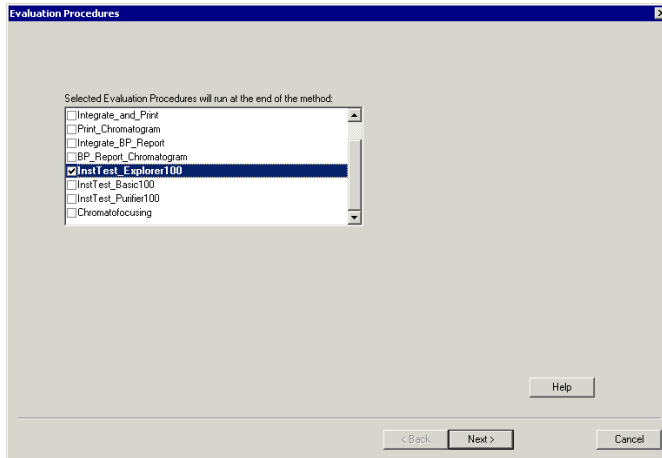 Evaluation Procedures
Selected Evaluation Procedures will run at the end of the method:
Integrate_and_Print
Print_Chromatogram
Integrate_BP_Report
BP_Report_Chromatogram
InstTest_Explorer100
InstTest_Basic100
InstTest_Purifier100
Chromatofocusing
Help
< Back Next > Cancel